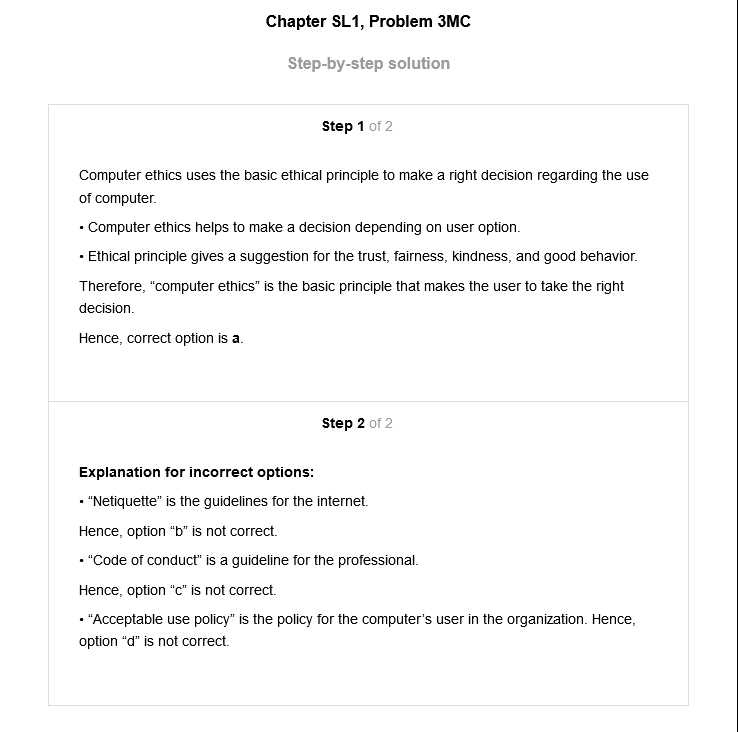 Chapter SL1, Problem 3MC
Step-by-step solution
Step 1 of 2
Computer ethics uses the basic ethical principle to make a right decision regarding the use
of computer.
• Computer ethics helps to make a decision depending on user option.
• Ethical principle gives a suggestion for the trust, fairness, kindness, and good behavior.
Therefore, “computer ethics” is the basic principle that makes the user to take the right
decision.
Hence, correct option is a.
Step 2 of 2
Explanation for incorrect options:
• “Netiquette” is the guidelines for the internet.
Hence, option “b” is not correct.
• “Code of conduct” is a guideline for the professional.
Hence, option “c” is not correct.
• “Acceptable use policy” is the policy for the computer’s user in the organization. Hence,
option “d” is not correct.